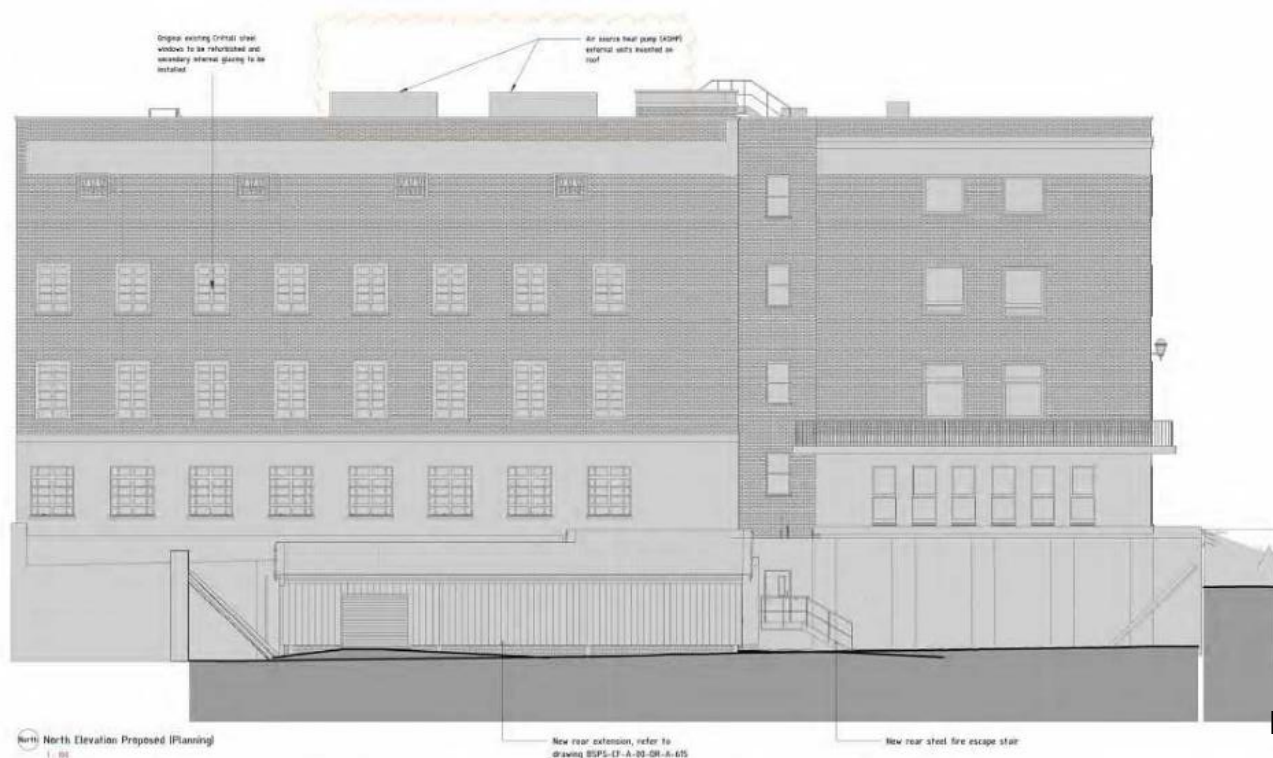 Original existing Crittall steel
windows to be refurbished and
secondary internal glazing to be
installed
Air source heat pump (ASHP)
external units mounted on
roof
North North Elevation Proposed (Planning)
New rear extension, refer to
drawing BSPS-CF-A-00-DR-A-615
New rear steel fire escape stair